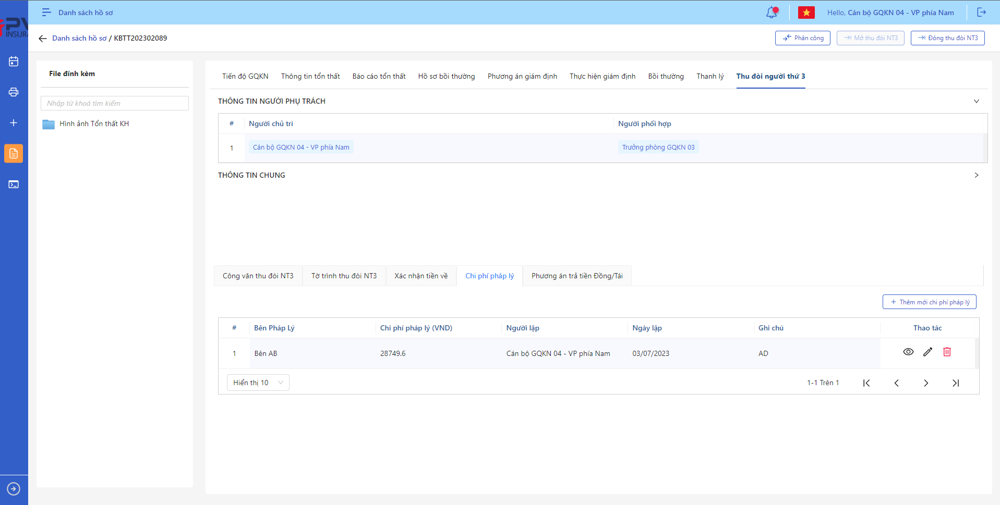 Danh sách hồ sơ
Hello, Cán bộ GQKN 04 - VP phía Nam
PV
INSURA
Danh sách hồ sơ / KBTT202302089
Phân công
Mở thu đòi NT3
Đóng thu đòi NT3
File đính kèm
Nhập từ khoá tìm kiếm
Hình ảnh Tổn thất KH
Tiến độ GQKN
Thông tin tổn thất
Báo cáo tổn thất
Hồ sơ bồi thường
Phương án giám định
Thực hiện giám định
Bồi thường
Thanh lý
Thu đòi người thứ 3
THÔNG TIN NGƯỜI PHỤ TRÁCH
# Người chủ trì Người phối hợp
1 Cán bộ GQKN 04 - VP phía Nam Trưởng phòng GQKN 03
THÔNG TIN CHUNG
Công văn thu đòi NT3
Tờ trình thu đòi NT3
Xác nhận tiền về
Chi phí pháp lý
Phương án trả tiền Đồng/Tái
Thêm mới chi phí pháp lý
# Bên Pháp Lý Chi phí pháp lý (VND) Người lập Ngày lập Ghi chú Thao tác
1 Bên AB 28749.6 Cán bộ GQKN 04 - VP phía Nam 03/07/2023 AD
Hiển thị 10
1-1 Trên 1